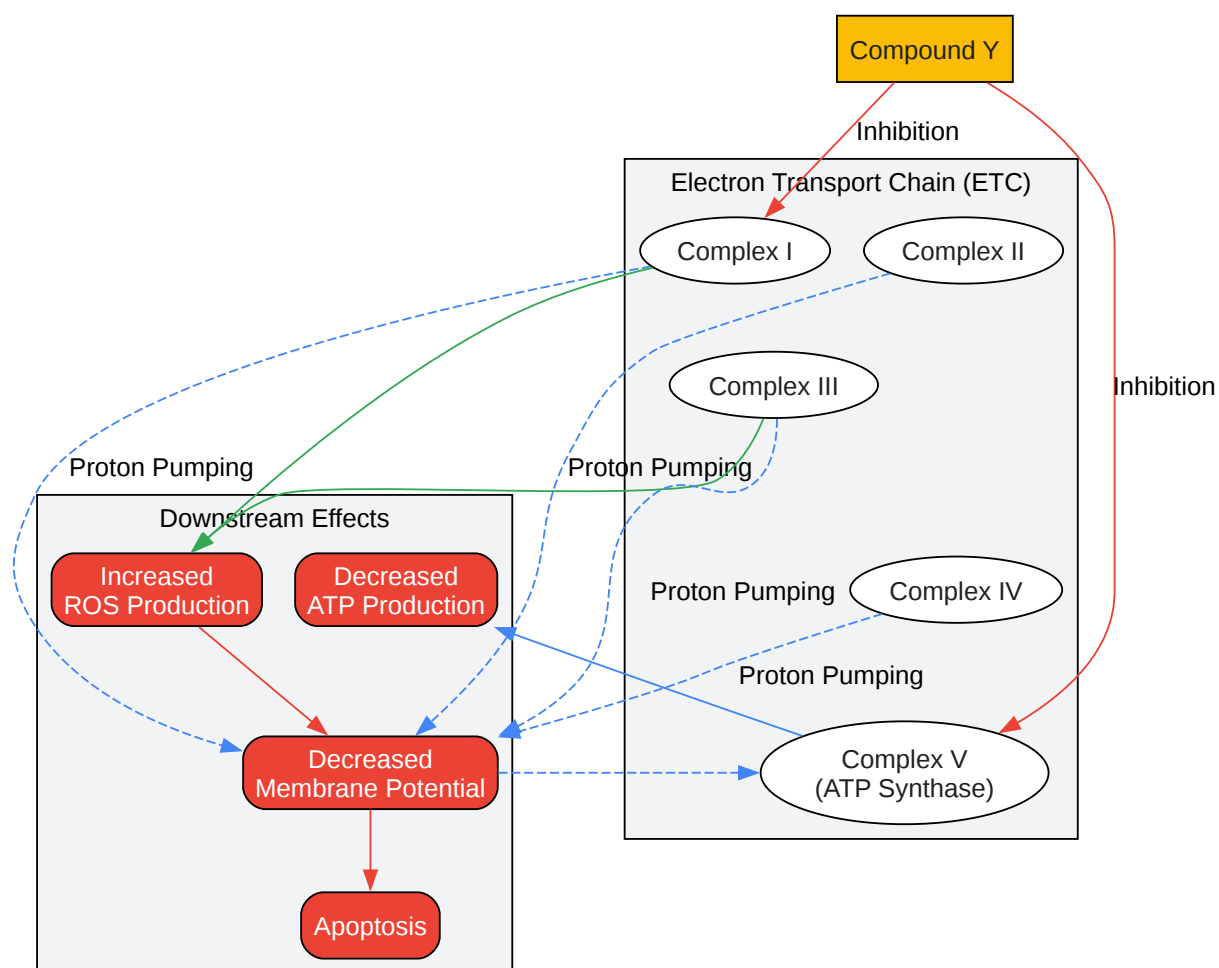 Compound Y
Inhibition
Electron Transport Chain (ETC)
Complex I
Complex II
Complex III
Inhibition
Proton Pumping
Proton Pumping
Downstream Effects
Increased
ROS Production
Decreased
ATP Production
Proton Pumping
Complex IV
Proton Pumping
Decreased
Membrane Potential
Complex V
(ATP Synthase)
Apoptosis